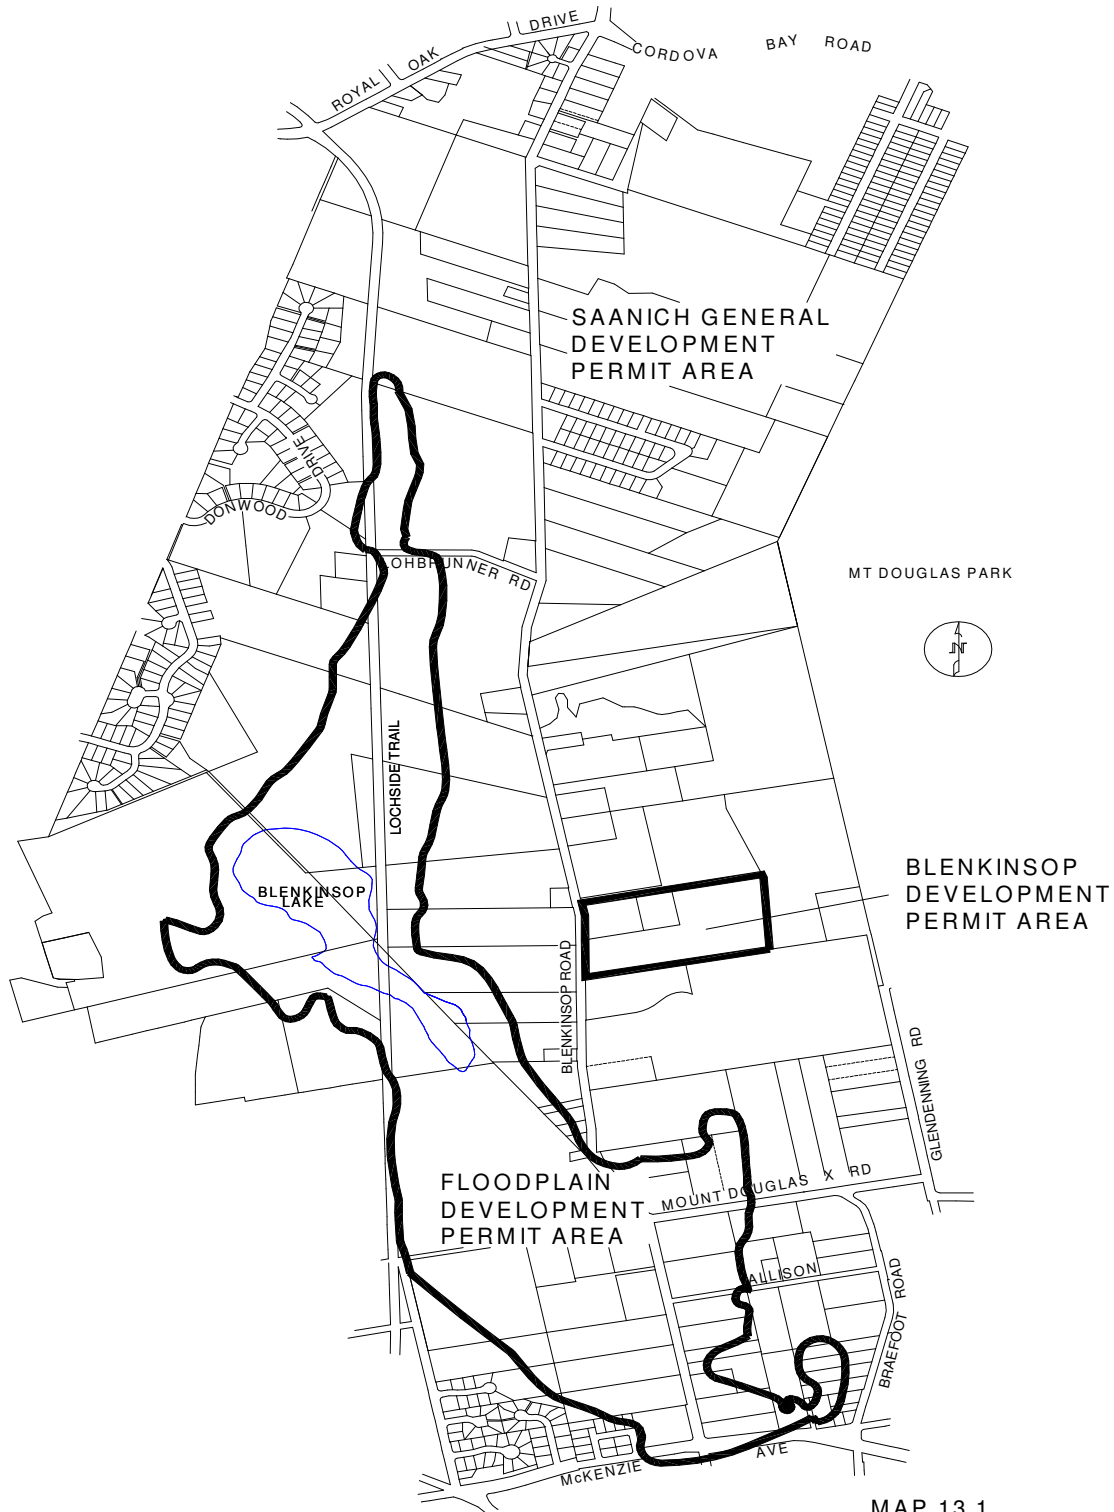 ROYAL OAK DRIVE
CORDOVA BAY ROAD
SAANICH GENERAL
DEVELOPMENT
PERMIT AREA
DONWOOD DRIVE
LOHBRUNNER RD
MT DOUGLAS PARK
N
LOCHSIDE TRAIL
BLENKINSOP
LAKE
BLENKINSOP
DEVELOPMENT
PERMIT AREA
BLENKINSOP ROAD
GLENDENNING RD
FLOODPLAIN
DEVELOPMENT
PERMIT AREA
MOUNT DOUGLAS X RD
ALLISON
BRAEFOOT ROAD
McKENZIE AVE
MAP 13.1